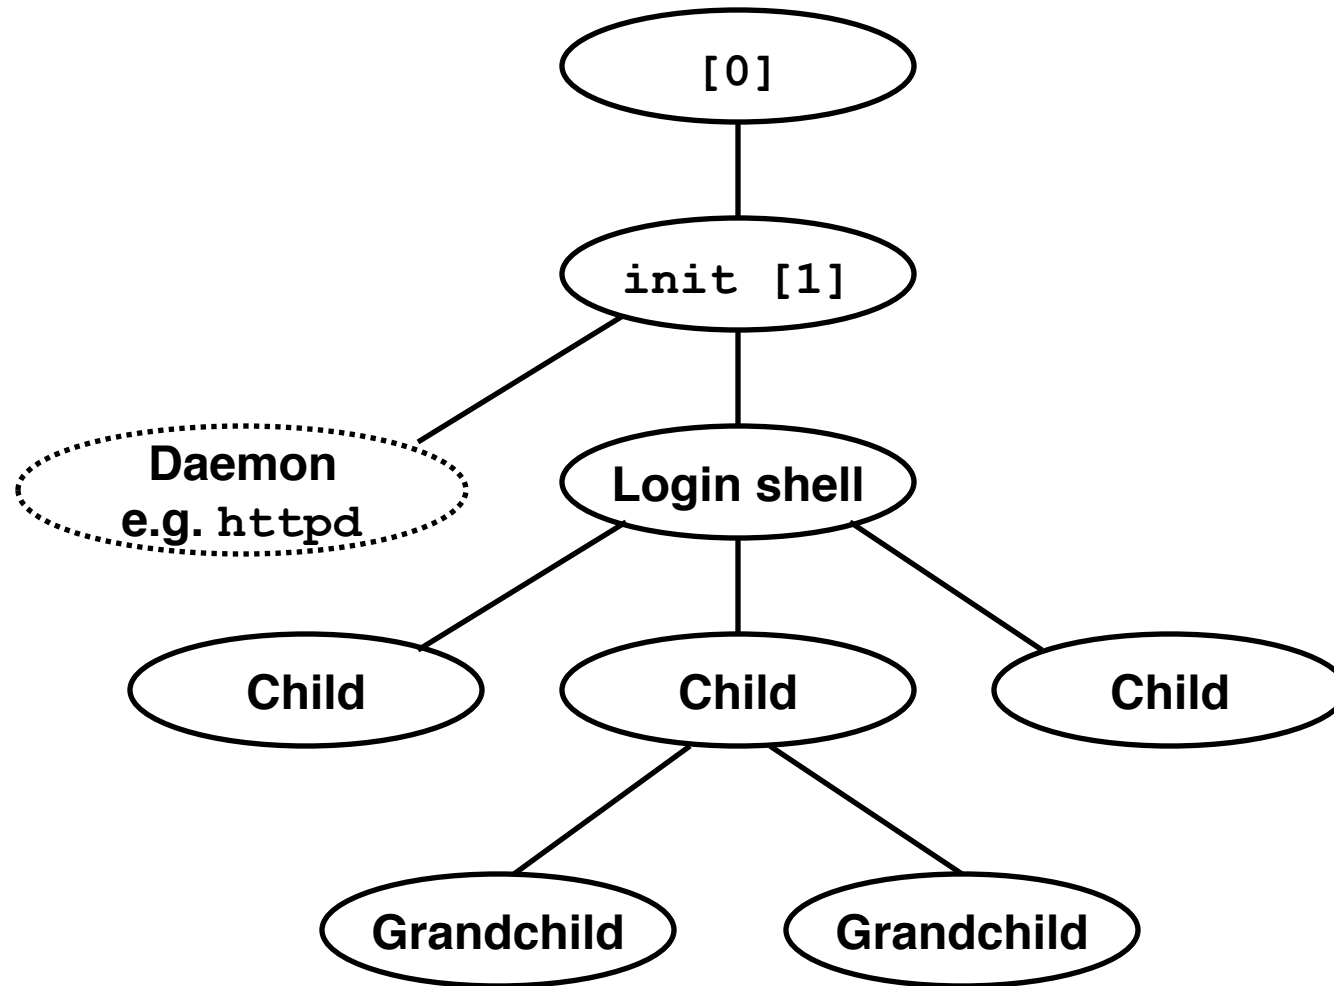 [0]
init [1]
Daemon
e.g. httpd
Login shell
Child
Child
Child
Grandchild
Grandchild